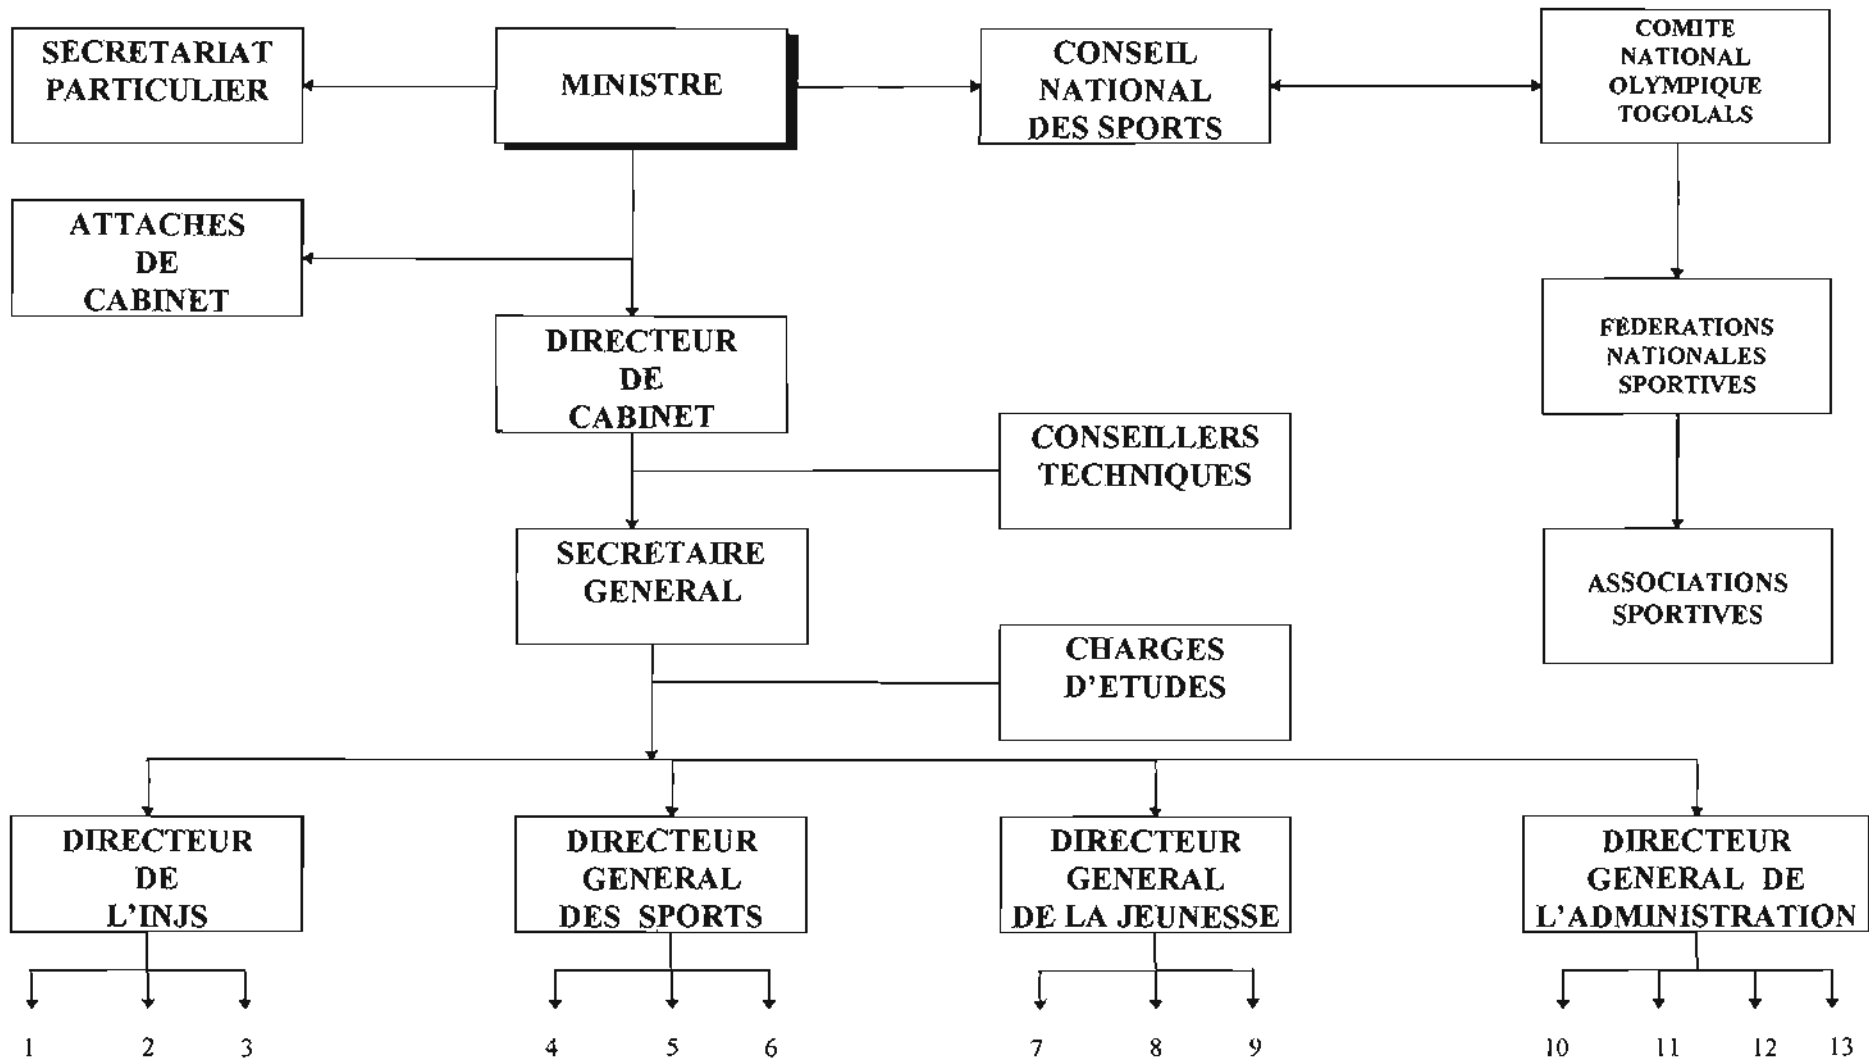 SECRETARIAT
PARTICULIER
MINISTRE
CONSEIL
NATIONAL
DES SPORTS
COMITE
NATIONAL
OLYMPIQUE
TOGOLALS
ATTACHES
DE
CABINET
DIRECTEUR
DE
CABINET
FEDERATIONS
NATIONALES
SPORTIVES
CONSEILLERS
TECHNIQUES
SECRETAIRE
GENERAL
ASSOCIATIONS
SPORTIVES
CHARGES
D'ETUDES
DIRECTEUR
DE
L'INJS
DIRECTEUR
GENERAL
DES SPORTS
DIRECTEUR
GENERAL
DE LA JEUNESSE
DIRECTEUR
GENERAL DE
L'ADMINISTRATION
1 2 3 4 5 6 7 8 9 10 11 12 13